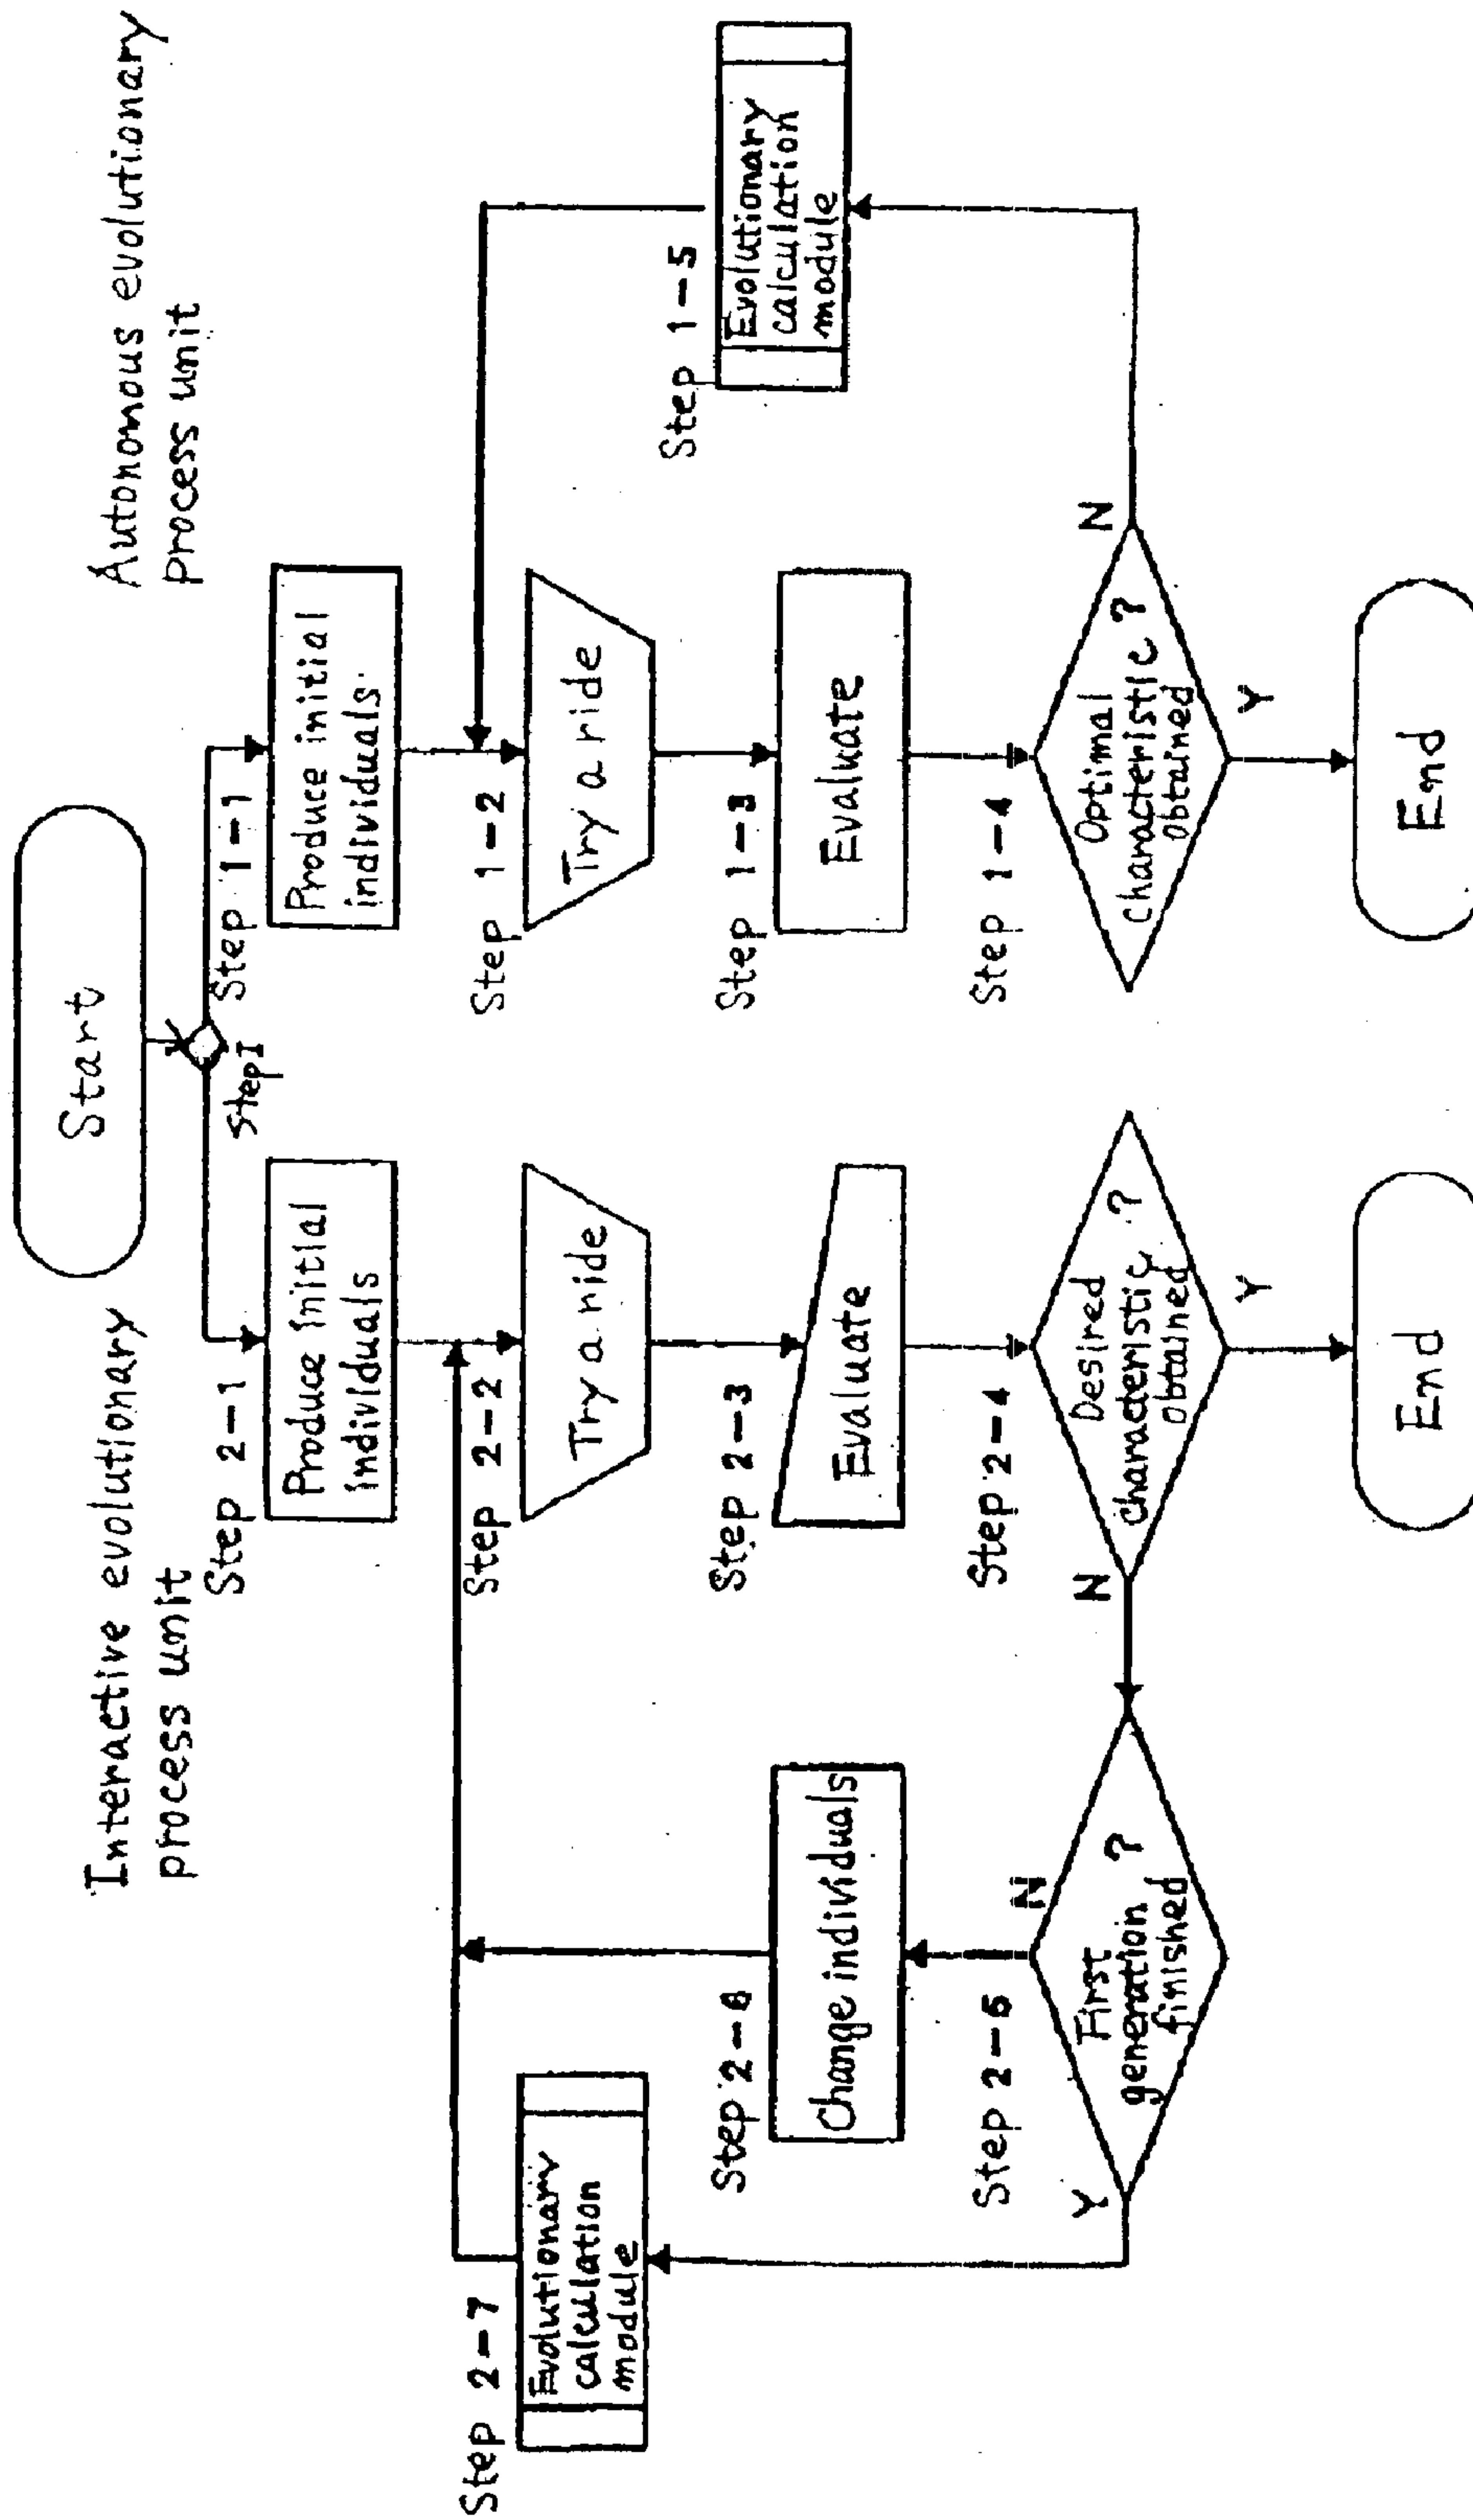 Start
Step1
Interactive evolutionary
process unit
Step 2-1
Produce initial
individuals
Step 2-2
Try a ride
Step 2-3
Evaluate
Step 2-4
Desired
characteristic ?
obtained
N
Y
End
Step 2-5
First
generation ?
finished
N
Y
Step 2-6
Change individuals
Step 2-7
Evolutionary
calculation
module
Autonomous evolutionary
process unit
Step 1-1
Produce initial
individuals
Step 1-2
Try a ride
Step 1-3
Evaluate
Step 1-4
Optimal
characteristic ?
obtained
N
Y
End
Step 1-5
Evolutionary
calculation
module